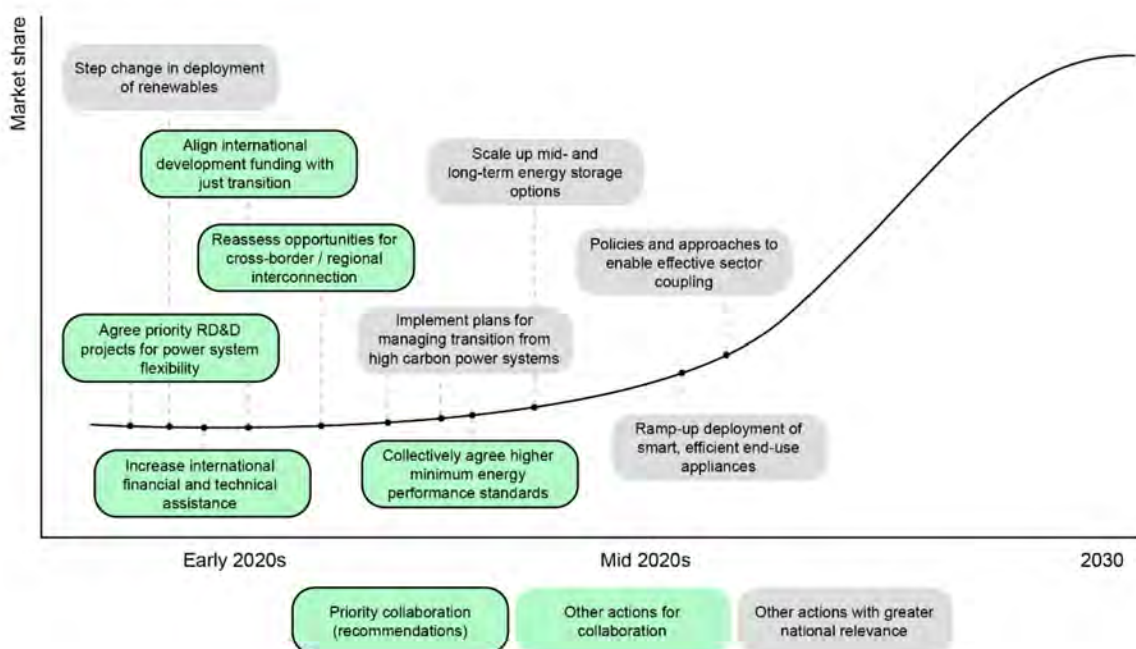 Market share
Step change in deployment
of renewables
Align international
development funding with
just transition
Scale up mid- and
long-term energy storage
options
Reassess opportunities for
cross-border / regional
interconnection
Policies and approaches to
enable effective sector
coupling
Agree priority RD&D
projects for power system
flexibility
Implement plans for
managing transition from
high carbon power systems
Increase international
financial and technical
assistance
Collectively agree higher
minimum energy
performance standards
Ramp-up deployment of
smart, efficient end-use
appliances
Early 2020s
Mid 2020s
2030
Priority collaboration
(recommendations)
Other actions for
collaboration
Other actions with greater
national relevance